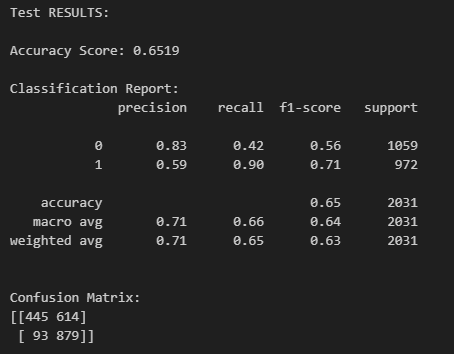 Test RESULTS:
Accuracy Score: 0.6519
Classification Report:
precision recall f1-score support
0 0.83 0.42 0.56 1059
1 0.59 0.90 0.71 972
accuracy 0.65 2031
macro avg 0.71 0.66 0.64 2031
weighted avg 0.71 0.65 0.63 2031
Confusion Matrix:
[[445 614]
[ 93 879]]